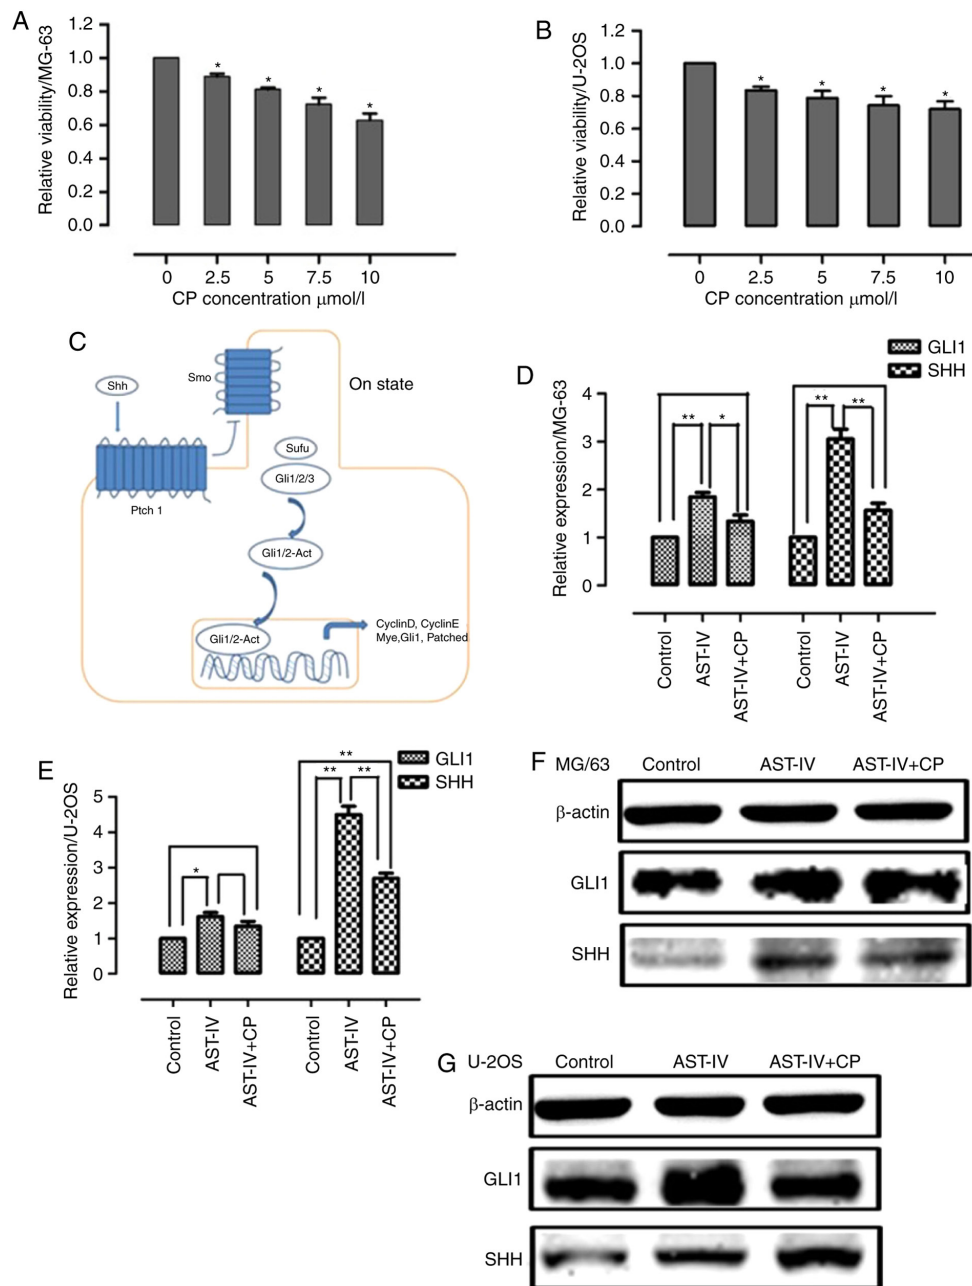 A
Relative viability/MG-63
1.2
1.0
0.8
0.6
0.4
0.2
0.0
* * * *
0 2.5 5 7.5 10
CP concentration μmol/l
B
Relative viability/U-2OS
1.2
1.0
0.8
0.6
0.4
0.2
0.0
* * * *
0 2.5 5 7.5 10
CP concentration μmol/l
C
Shh
Smo
On state
Ptch 1
Sufu
Gli1/2/3
Gli1/2-Act
Gli1/2-Act
CyclinD, CyclinE
Mye,Gli1, Patched
D
GLI1
SHH
Relative expression/MG-63
4
3
2
1
0
** * ** **
Control AST-IV AST-IV+CP Control AST-IV AST-IV+CP
E
GLI1
SHH
Relative expression/U-2OS
5
4
3
2
1
0
**
* ** **
Control AST-IV AST-IV+CP Control AST-IV AST-IV+CP
F MG/63 Control AST-IV AST-IV+CP
β-actin
GLI1
SHH
G U-2OS Control AST-IV AST-IV+CP
β-actin
GLI1
SHH